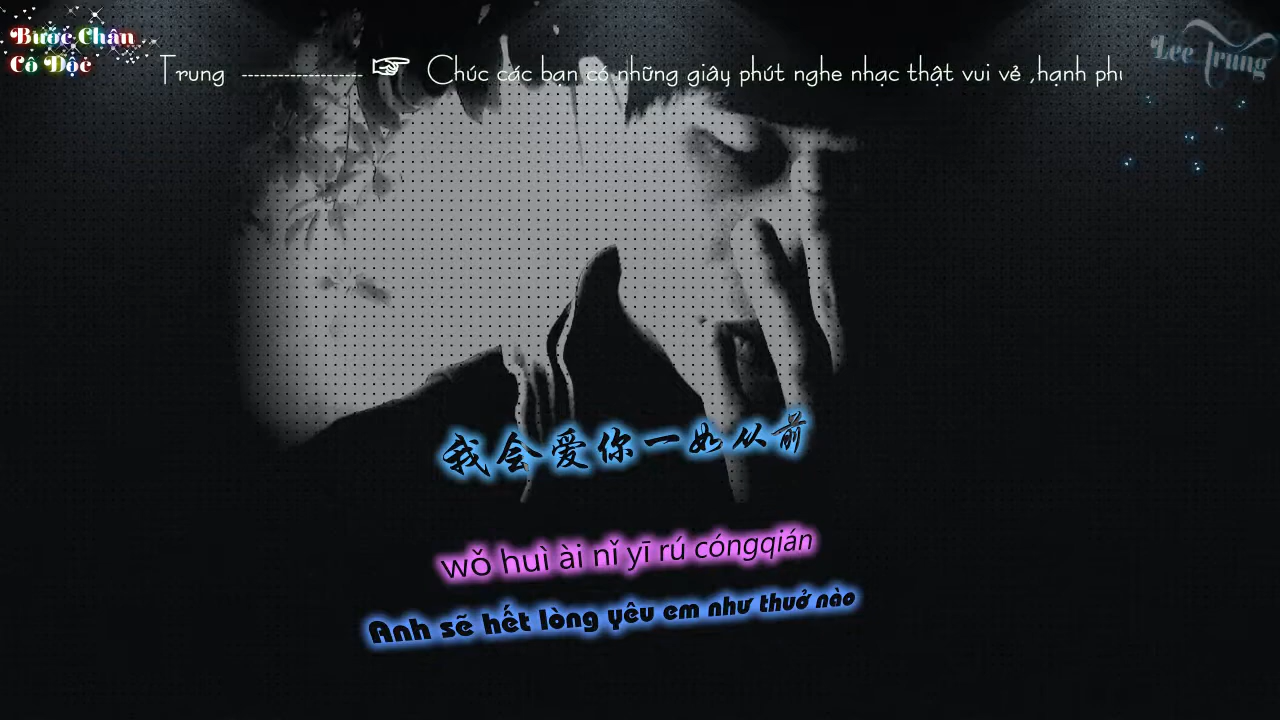 Bước Chân
Cô Độc
Trung -------------------- ☞ Chúc các bạn có những giây phút nghe nhạc thật vui vẻ ,hạnh
Lee Trung
我会爱你一如从前
wǒ huì ài nǐ yī rú cóngqián
Anh sẽ hết lòng yêu em như thuở nào